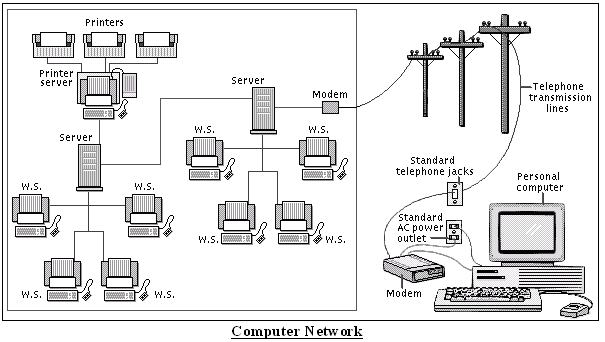 Printers
Printer
server
Server
Modem
Server
W.S.
W.S.
W.S.
W.S.
W.S.
W.S.
W.S.
W.S.
Telephone
transmission
lines
Standard
telephone jacks
Personal
computer
Standard
AC power
outlet
Modem
Computer Network